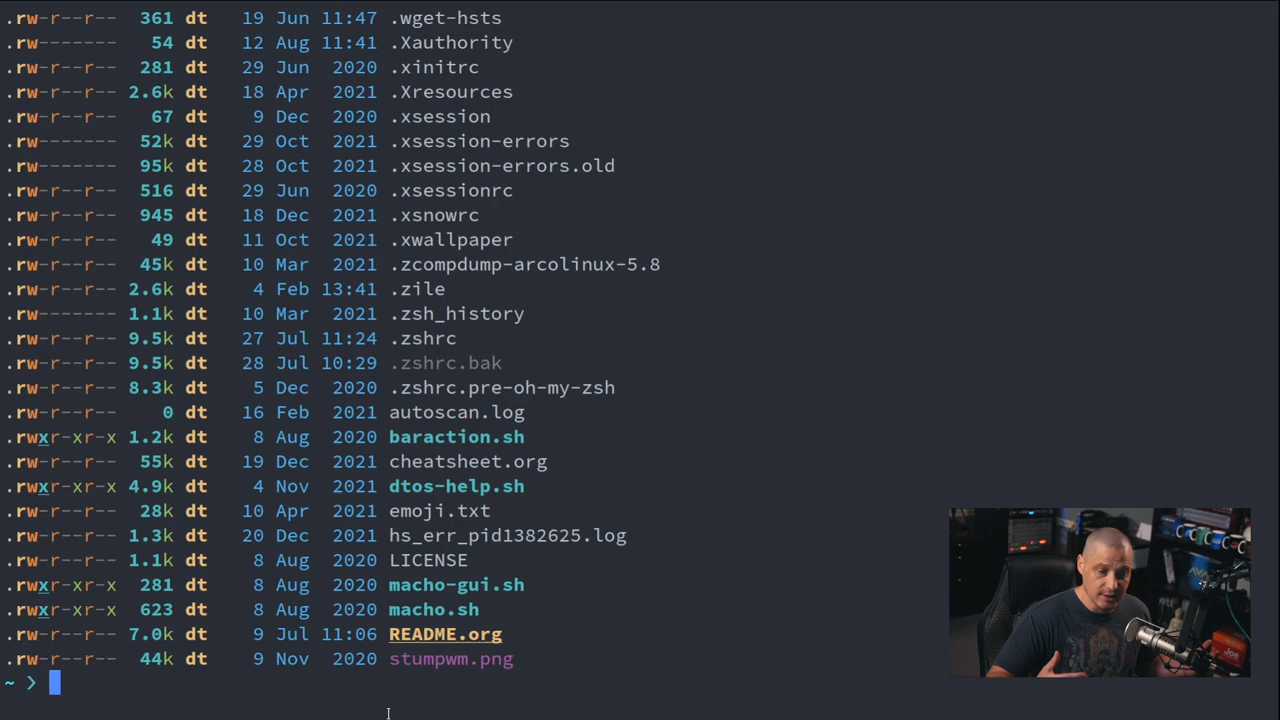 .rw-r--r-- 361 dt 19 Jun 11:47 .wget-hsts
.rw------- 54 dt 12 Aug 11:41 .Xauthority
.rw-r--r-- 281 dt 29 Jun 2020 .xinitrc
.rw-r--r-- 2.6k dt 18 Apr 2021 .Xresources
.rw-r--r-- 67 dt 9 Dec 2020 .xsession
.rw------- 52k dt 29 Oct 2021 .xsession-errors
.rw------- 95k dt 28 Oct 2021 .xsession-errors.old
.rw-r--r-- 516 dt 29 Jun 2020 .xsessionrc
.rw-r--r-- 945 dt 18 Dec 2021 .xsnowrc
.rw-r--r-- 49 dt 11 Oct 2021 .xwallpaper
.rw-r--r-- 45k dt 10 Mar 2021 .zcompdump-arcolinux-5.8
.rw-r--r-- 2.6k dt 4 Feb 13:41 .zile
.rw------- 1.1k dt 10 Mar 2021 .zsh_history
.rw-r--r-- 9.5k dt 27 Jul 11:24 .zshrc
.rw-r--r-- 9.5k dt 28 Jul 10:29 .zshrc.bak
.rw-r--r-- 8.3k dt 5 Dec 2020 .zshrc.pre-oh-my-zsh
.rw-r--r-- 0 dt 16 Feb 2021 autoscan.log
.rwxr-xr-x 1.2k dt 8 Aug 2020 baraction.sh
.rw-r--r-- 55k dt 19 Dec 2021 cheatsheet.org
.rwxr-xr-x 4.9k dt 4 Nov 2021 dtos-help.sh
.rw-r--r-- 28k dt 10 Apr 2021 emoji.txt
.rw-r--r-- 1.3k dt 20 Dec 2021 hs_err_pid1382625.log
.rw-r--r-- 1.1k dt 8 Aug 2020 LICENSE
.rwxr-xr-x 281 dt 8 Aug 2020 macho-gui.sh
.rwxr-xr-x 623 dt 8 Aug 2020 macho.sh
.rw-r--r-- 7.0k dt 9 Jul 11:06 README.org
.rw-r--r-- 44k dt 9 Nov 2020 stumpwm.png
~ >